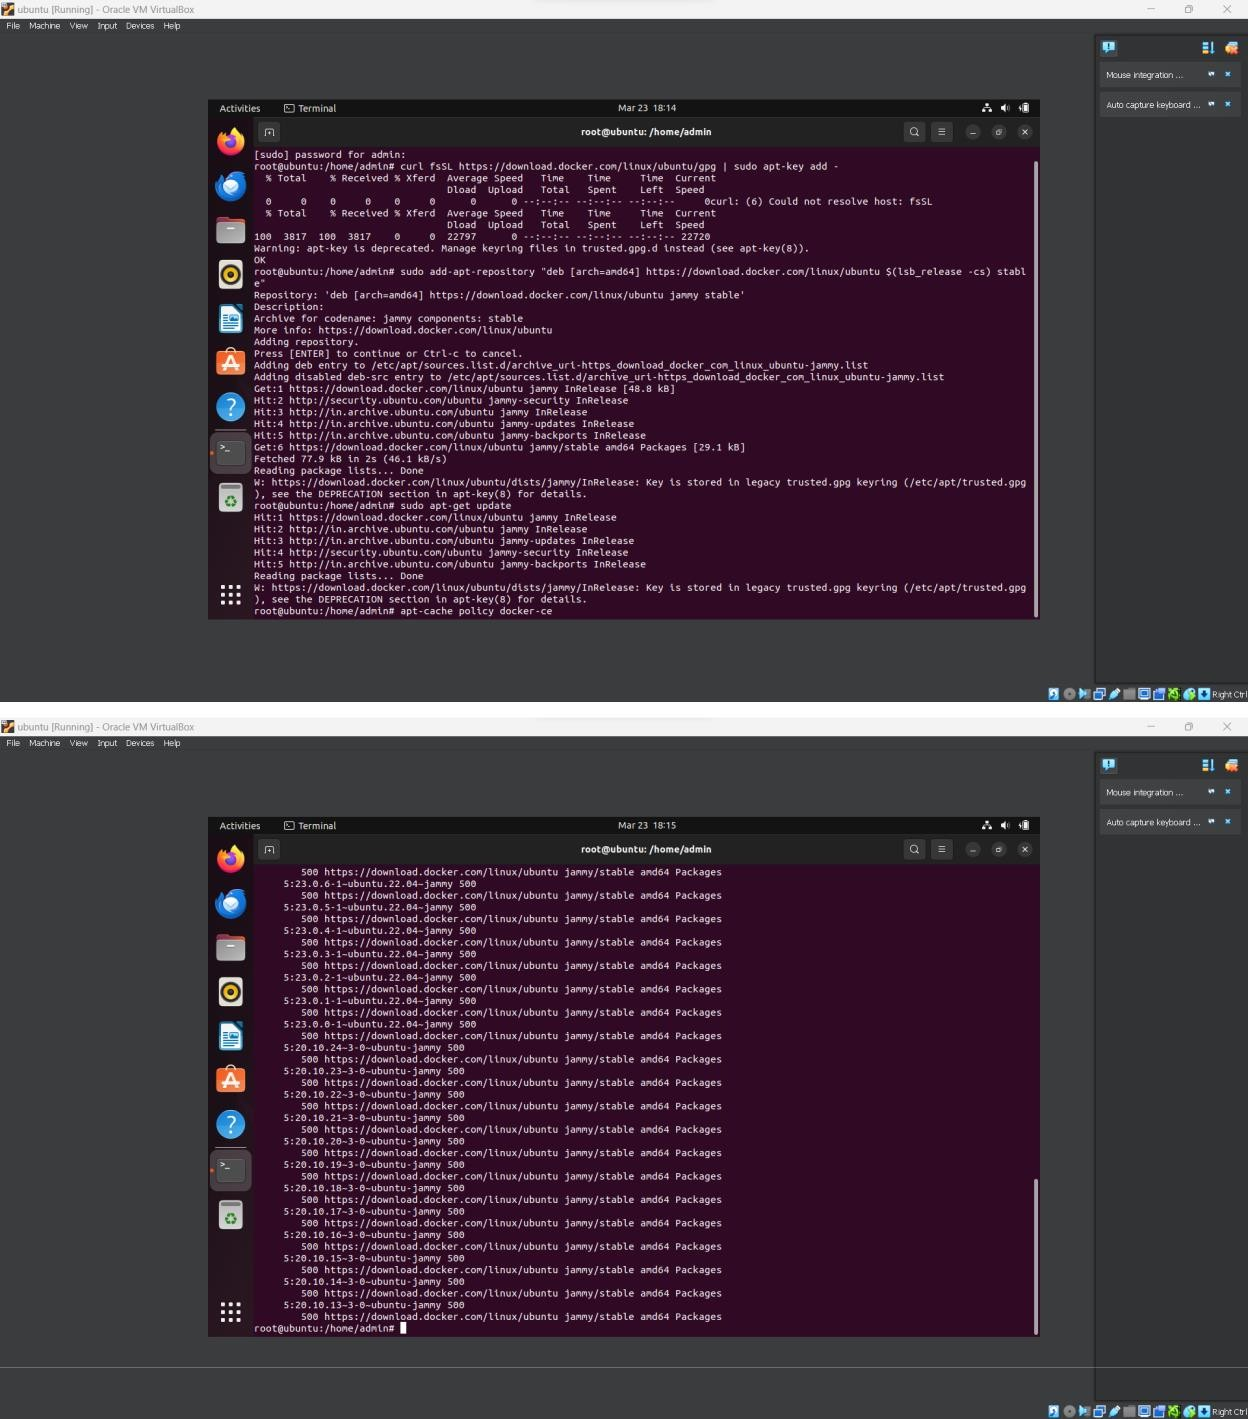 ubuntu [Running] - Oracle VM VirtualBox
File Machine View Input Devices Help
Mouse integration ...
Auto capture keyboard ...
Activities Terminal Mar 23 18:14
root@ubuntu: /home/admin
[sudo] password for admin:
root@ubuntu:/home/admin# curl fsSL https://download.docker.com/linux/ubuntu/gpg | sudo apt-key add -
% Total % Received % Xferd Average Speed Time Time Time Current
Dload Upload Total Spent Left Speed
0 0 0 0 0 0 0 0 --:--:-- --:--:-- --:--:-- 0curl: (6) Could not resolve host: fsSL
% Total % Received % Xferd Average Speed Time Time Time Current
Dload Upload Total Spent Left Speed
100 3817 100 3817 0 0 22797 0 --:--:-- --:--:-- --:--:-- 22720
Warning: apt-key is deprecated. Manage keyring files in trusted.gpg.d instead (see apt-key(8)).
OK
root@ubuntu:/home/admin# sudo add-apt-repository "deb [arch=amd64] https://download.docker.com/linux/ubuntu $(lsb_release -cs) stabl
e"
Repository: 'deb [arch=amd64] https://download.docker.com/linux/ubuntu jammy stable'
Description:
Archive for codename: jammy components: stable
More info: https://download.docker.com/linux/ubuntu
Adding repository.
Press [ENTER] to continue or Ctrl-c to cancel.
Adding deb entry to /etc/apt/sources.list.d/archive_uri-https_download_docker_com_linux_ubuntu-jammy.list
Adding disabled deb-src entry to /etc/apt/sources.list.d/archive_uri-https_download_docker_com_linux_ubuntu-jammy.list
Get:1 https://download.docker.com/linux/ubuntu jammy InRelease [48.8 kB]
Hit:2 http://security.ubuntu.com/ubuntu jammy-security InRelease
Hit:3 http://in.archive.ubuntu.com/ubuntu jammy InRelease
Hit:4 http://in.archive.ubuntu.com/ubuntu jammy-updates InRelease
Hit:5 http://in.archive.ubuntu.com/ubuntu jammy-backports InRelease
Get:6 https://download.docker.com/linux/ubuntu jammy/stable amd64 Packages [29.1 kB]
Fetched 77.9 kB in 2s (46.1 kB/s)
Reading package lists... Done
W: https://download.docker.com/linux/ubuntu/dists/jammy/InRelease: Key is stored in legacy trusted.gpg keyring (/etc/apt/trusted.gpg
), see the DEPRECATION section in apt-key(8) for details.
root@ubuntu:/home/admin# sudo apt-get update
Hit:1 https://download.docker.com/linux/ubuntu jammy InRelease
Hit:2 http://in.archive.ubuntu.com/ubuntu jammy InRelease
Hit:3 http://in.archive.ubuntu.com/ubuntu jammy-updates InRelease
Hit:4 http://security.ubuntu.com/ubuntu jammy-security InRelease
Hit:5 http://in.archive.ubuntu.com/ubuntu jammy-backports InRelease
Reading package lists... Done
W: https://download.docker.com/linux/ubuntu/dists/jammy/InRelease: Key is stored in legacy trusted.gpg keyring (/etc/apt/trusted.gpg
), see the DEPRECATION section in apt-key(8) for details.
root@ubuntu:/home/admin# apt-cache policy docker-ce
Right Ctrl
ubuntu [Running] - Oracle VM VirtualBox
File Machine View Input Devices Help
Mouse integration ...
Auto capture keyboard ...
Activities Terminal Mar 23 18:15
root@ubuntu: /home/admin
500 https://download.docker.com/linux/ubuntu jammy/stable amd64 Packages
5:23.0.6-1~ubuntu.22.04~jammy 500
500 https://download.docker.com/linux/ubuntu jammy/stable amd64 Packages
5:23.0.5-1~ubuntu.22.04~jammy 500
500 https://download.docker.com/linux/ubuntu jammy/stable amd64 Packages
5:23.0.4-1~ubuntu.22.04~jammy 500
500 https://download.docker.com/linux/ubuntu jammy/stable amd64 Packages
5:23.0.3-1~ubuntu.22.04~jammy 500
500 https://download.docker.com/linux/ubuntu jammy/stable amd64 Packages
5:23.0.2-1~ubuntu.22.04~jammy 500
500 https://download.docker.com/linux/ubuntu jammy/stable amd64 Packages
5:23.0.1-1~ubuntu.22.04~jammy 500
500 https://download.docker.com/linux/ubuntu jammy/stable amd64 Packages
5:23.0.0-1~ubuntu.22.04~jammy 500
500 https://download.docker.com/linux/ubuntu jammy/stable amd64 Packages
5:20.10.24~3-0~ubuntu-jammy 500
500 https://download.docker.com/linux/ubuntu jammy/stable amd64 Packages
5:20.10.23~3-0~ubuntu-jammy 500
500 https://download.docker.com/linux/ubuntu jammy/stable amd64 Packages
5:20.10.22~3-0~ubuntu-jammy 500
500 https://download.docker.com/linux/ubuntu jammy/stable amd64 Packages
5:20.10.21~3-0~ubuntu-jammy 500
500 https://download.docker.com/linux/ubuntu jammy/stable amd64 Packages
5:20.10.20~3-0~ubuntu-jammy 500
500 https://download.docker.com/linux/ubuntu jammy/stable amd64 Packages
5:20.10.19~3-0~ubuntu-jammy 500
500 https://download.docker.com/linux/ubuntu jammy/stable amd64 Packages
5:20.10.18~3-0~ubuntu-jammy 500
500 https://download.docker.com/linux/ubuntu jammy/stable amd64 Packages
5:20.10.17~3-0~ubuntu-jammy 500
500 https://download.docker.com/linux/ubuntu jammy/stable amd64 Packages
5:20.10.16~3-0~ubuntu-jammy 500
500 https://download.docker.com/linux/ubuntu jammy/stable amd64 Packages
5:20.10.15~3-0~ubuntu-jammy 500
500 https://download.docker.com/linux/ubuntu jammy/stable amd64 Packages
5:20.10.14~3-0~ubuntu-jammy 500
500 https://download.docker.com/linux/ubuntu jammy/stable amd64 Packages
5:20.10.13~3-0~ubuntu-jammy 500
500 https://download.docker.com/linux/ubuntu jammy/stable amd64 Packages
root@ubuntu:/home/admin#
Right Ctrl